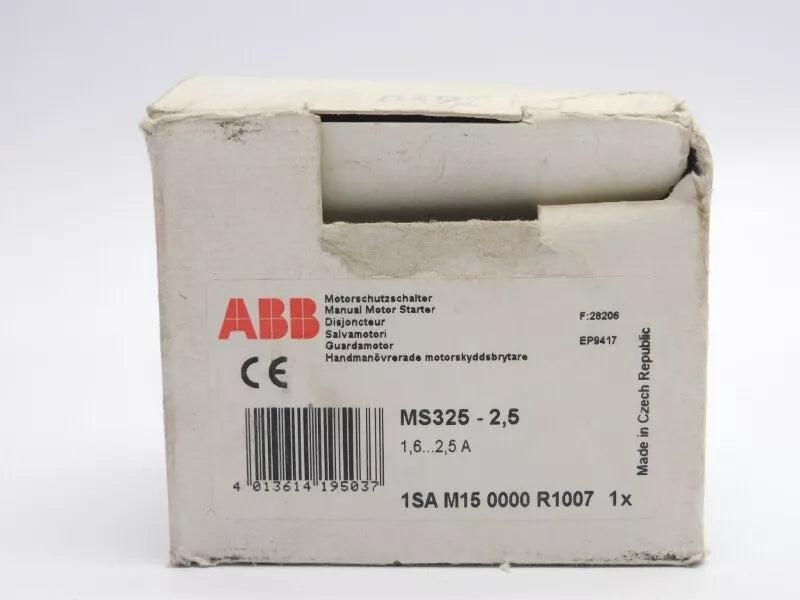 ABB
Motorschutzschalter
Manual Motor Starter
Disjoncteur
Salvamotori
Guardamotor
Handmanövrerade motorskyddsbrytare
F:28206
EP9417
Made in Czech Republic
CE
MS325 - 2,5
1,6...2,5 A
4 013614 195037
1SA M15 0000 R1007 1x